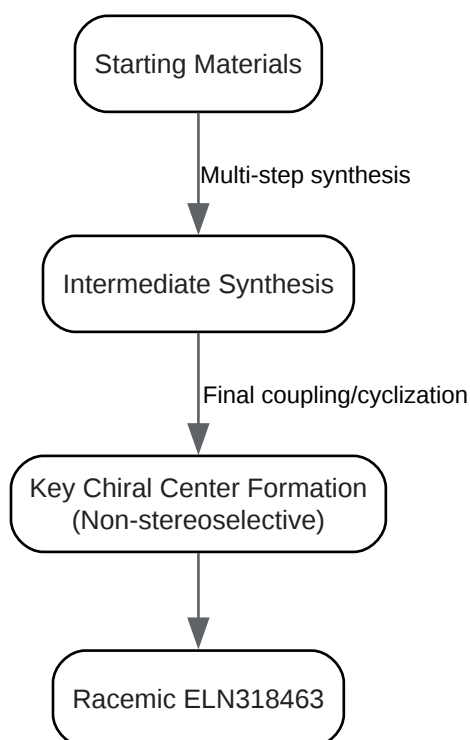 Starting Materials
Multi-step synthesis
Intermediate Synthesis
Final coupling/cyclization
Key Chiral Center Formation
(Non-stereoselective)
Racemic ELN318463